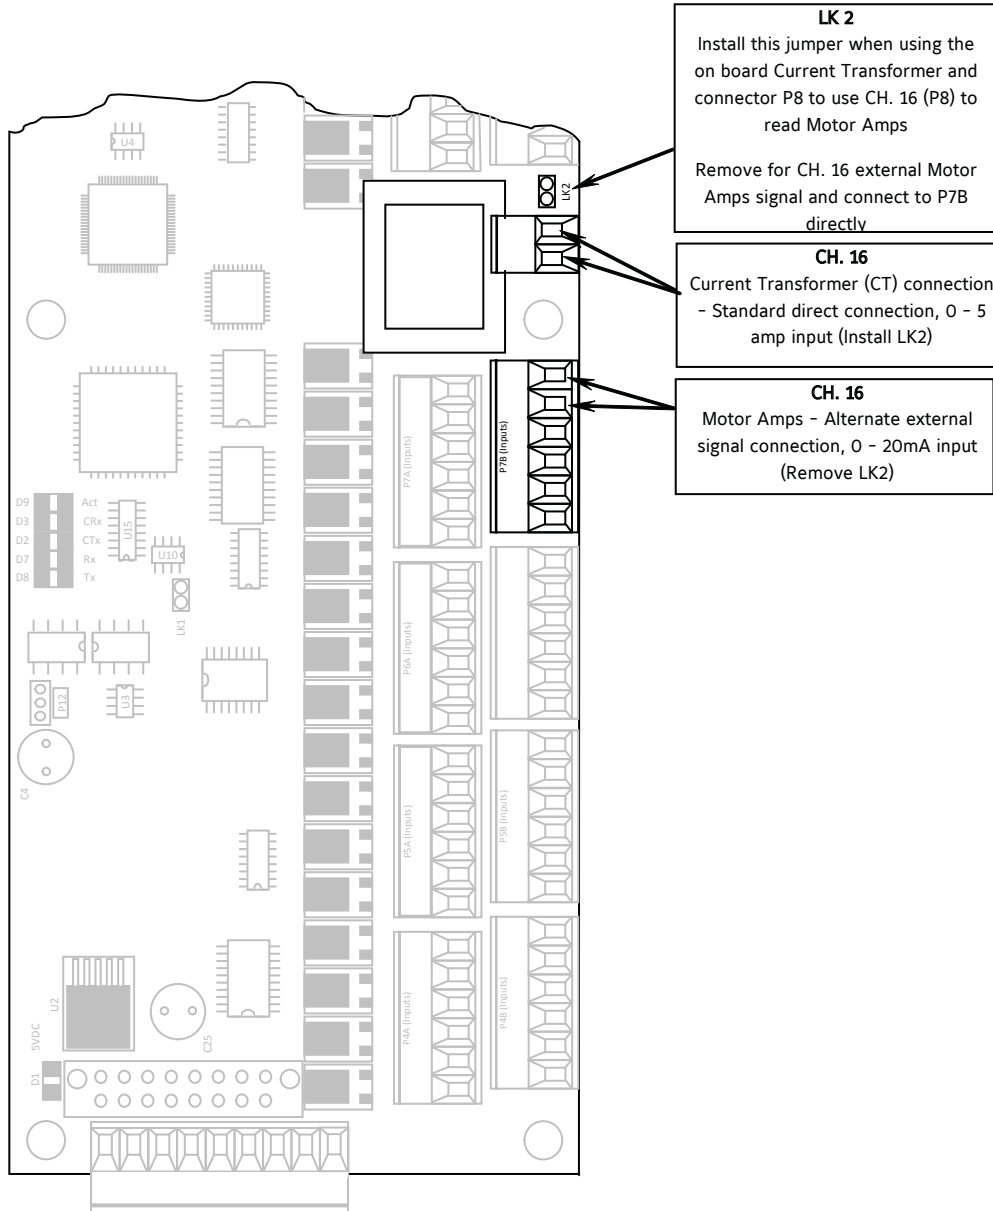 LK 2
Install this jumper when using the
on board Current Transformer and
connector P8 to use CH. 16 (P8) to
read Motor Amps
Remove for CH. 16 external Motor
Amps signal and connect to P7B
directly
CH. 16
Current Transformer (CT) connection
- Standard direct connection, 0 - 5
amp input (Install LK2)
CH. 16
Motor Amps - Alternate external
signal connection, 0 - 20mA input
(Remove LK2)
U4
LK2
P7A (Inputs)
P7B (Inputs)
D9 Act
D3 CRx
D2 CTx
D7 Rx
D8 Tx
U15
U10
LK1
P6A (Inputs)
P12
U3
C4
P5A (Inputs)
P5B (Inputs)
U2
5VDC
C25
P4A (Inputs)
P4B (Inputs)
D1